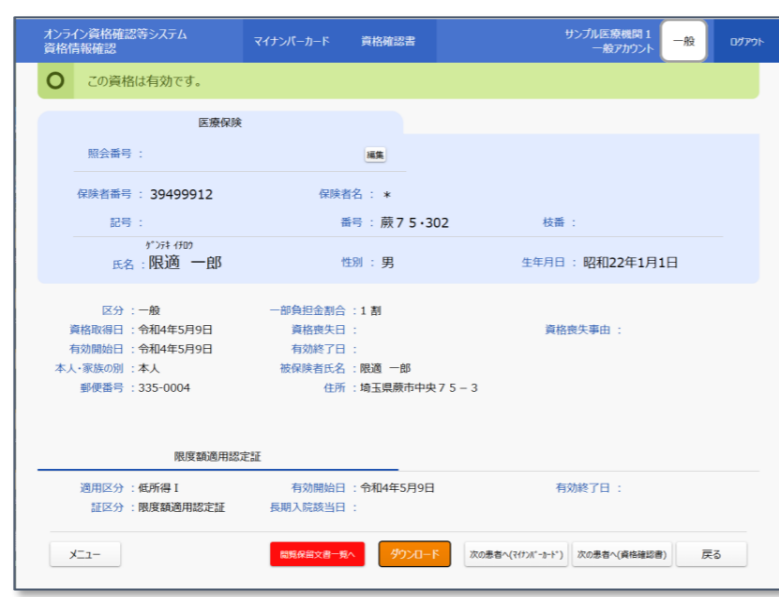 オンライン資格確認等システム
資格情報確認
マイナンバーカード 資格確認書
サンプル医療機関1
一般アカウント
一般
ログアウト
この資格は有効です。
医療保険
照会番号 : 編集
保険者番号 : 39499912 保険者名 : *
記号 : 番号 : 蕨75・302 枝番 :
ゲンテキ イチロウ
氏名 : 限適 一郎 性別 : 男 生年月日 : 昭和22年1月1日
区分 : 一般 一部負担金割合 : 1 割
資格取得日 : 令和4年5月9日 資格喪失日 : 資格喪失事由 :
有効開始日 : 令和4年5月9日 有効終了日 :
本人・家族の別 : 本人 被保険者氏名 : 限適 一郎
郵便番号 : 335-0004 住所 : 埼玉県蕨市中央75-3
限度額適用認定証
適用区分 : 低所得Ⅰ 有効開始日 : 令和4年5月9日 有効終了日 :
証区分 : 限度額適用認定証 長期入院該当日 :
メニュー 閲覧保留文書一覧へ ダウンロード 次の患者へ(マイナンバーカード) 次の患者へ(資格確認書) 戻る